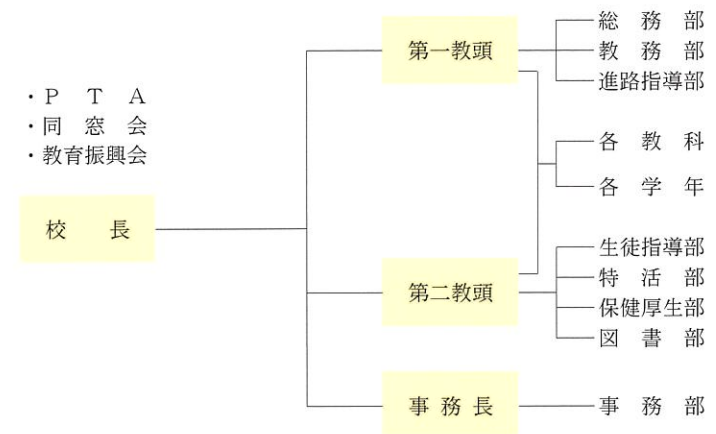 ・Ｐ　Ｔ　Ａ
・同　窓　会
・教育振興会
校　長
第一教頭
総　務　部
教　務　部
進路指導部
各　教　科
各　学　年
第二教頭
生徒指導部
特　活　部
保健厚生部
図　書　部
事 務 長
事　務　部